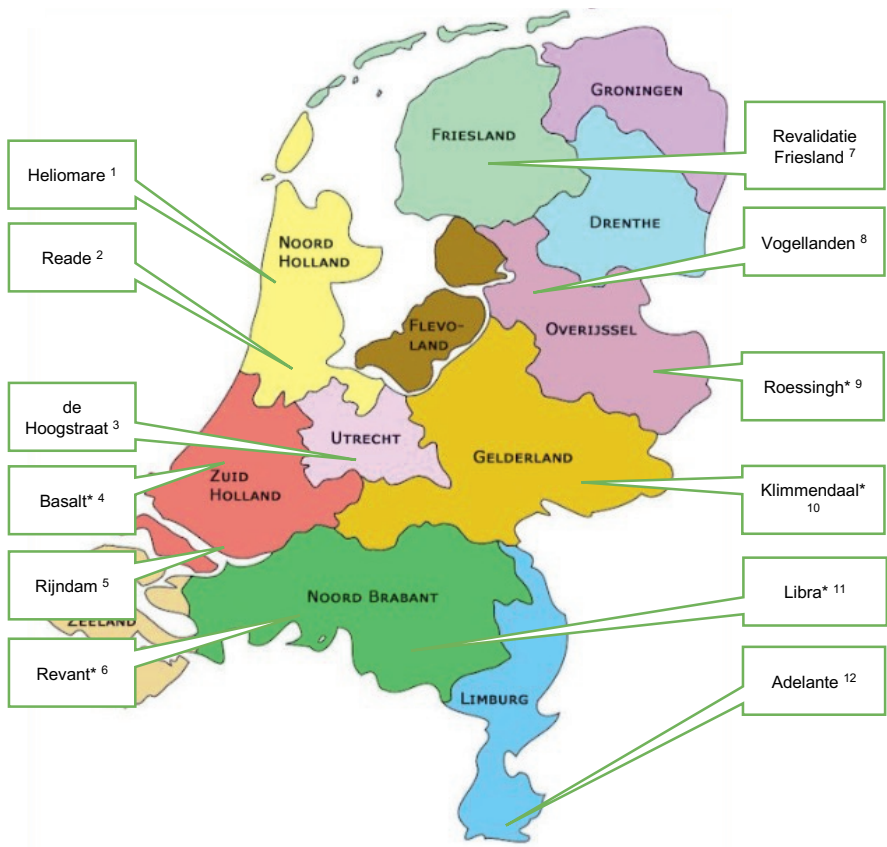 GRONINGEN
FRIESLAND
DRENTHE
NOORD
HOLLAND
FLEVO-
LAND
OVERIJSSEL
UTRECHT
GELDERLAND
ZUID
HOLLAND
NOORD BRABANT
ZEELAND
LIMBURG
Heliomare 1
Reade 2
de
Hoogstraat 3
Basalt* 4
Rijndam 5
Revant* 6
Revalidatie
Friesland 7
Vogellanden 8
Roessingh* 9
Klimmendaal*
10
Libra* 11
Adelante 12